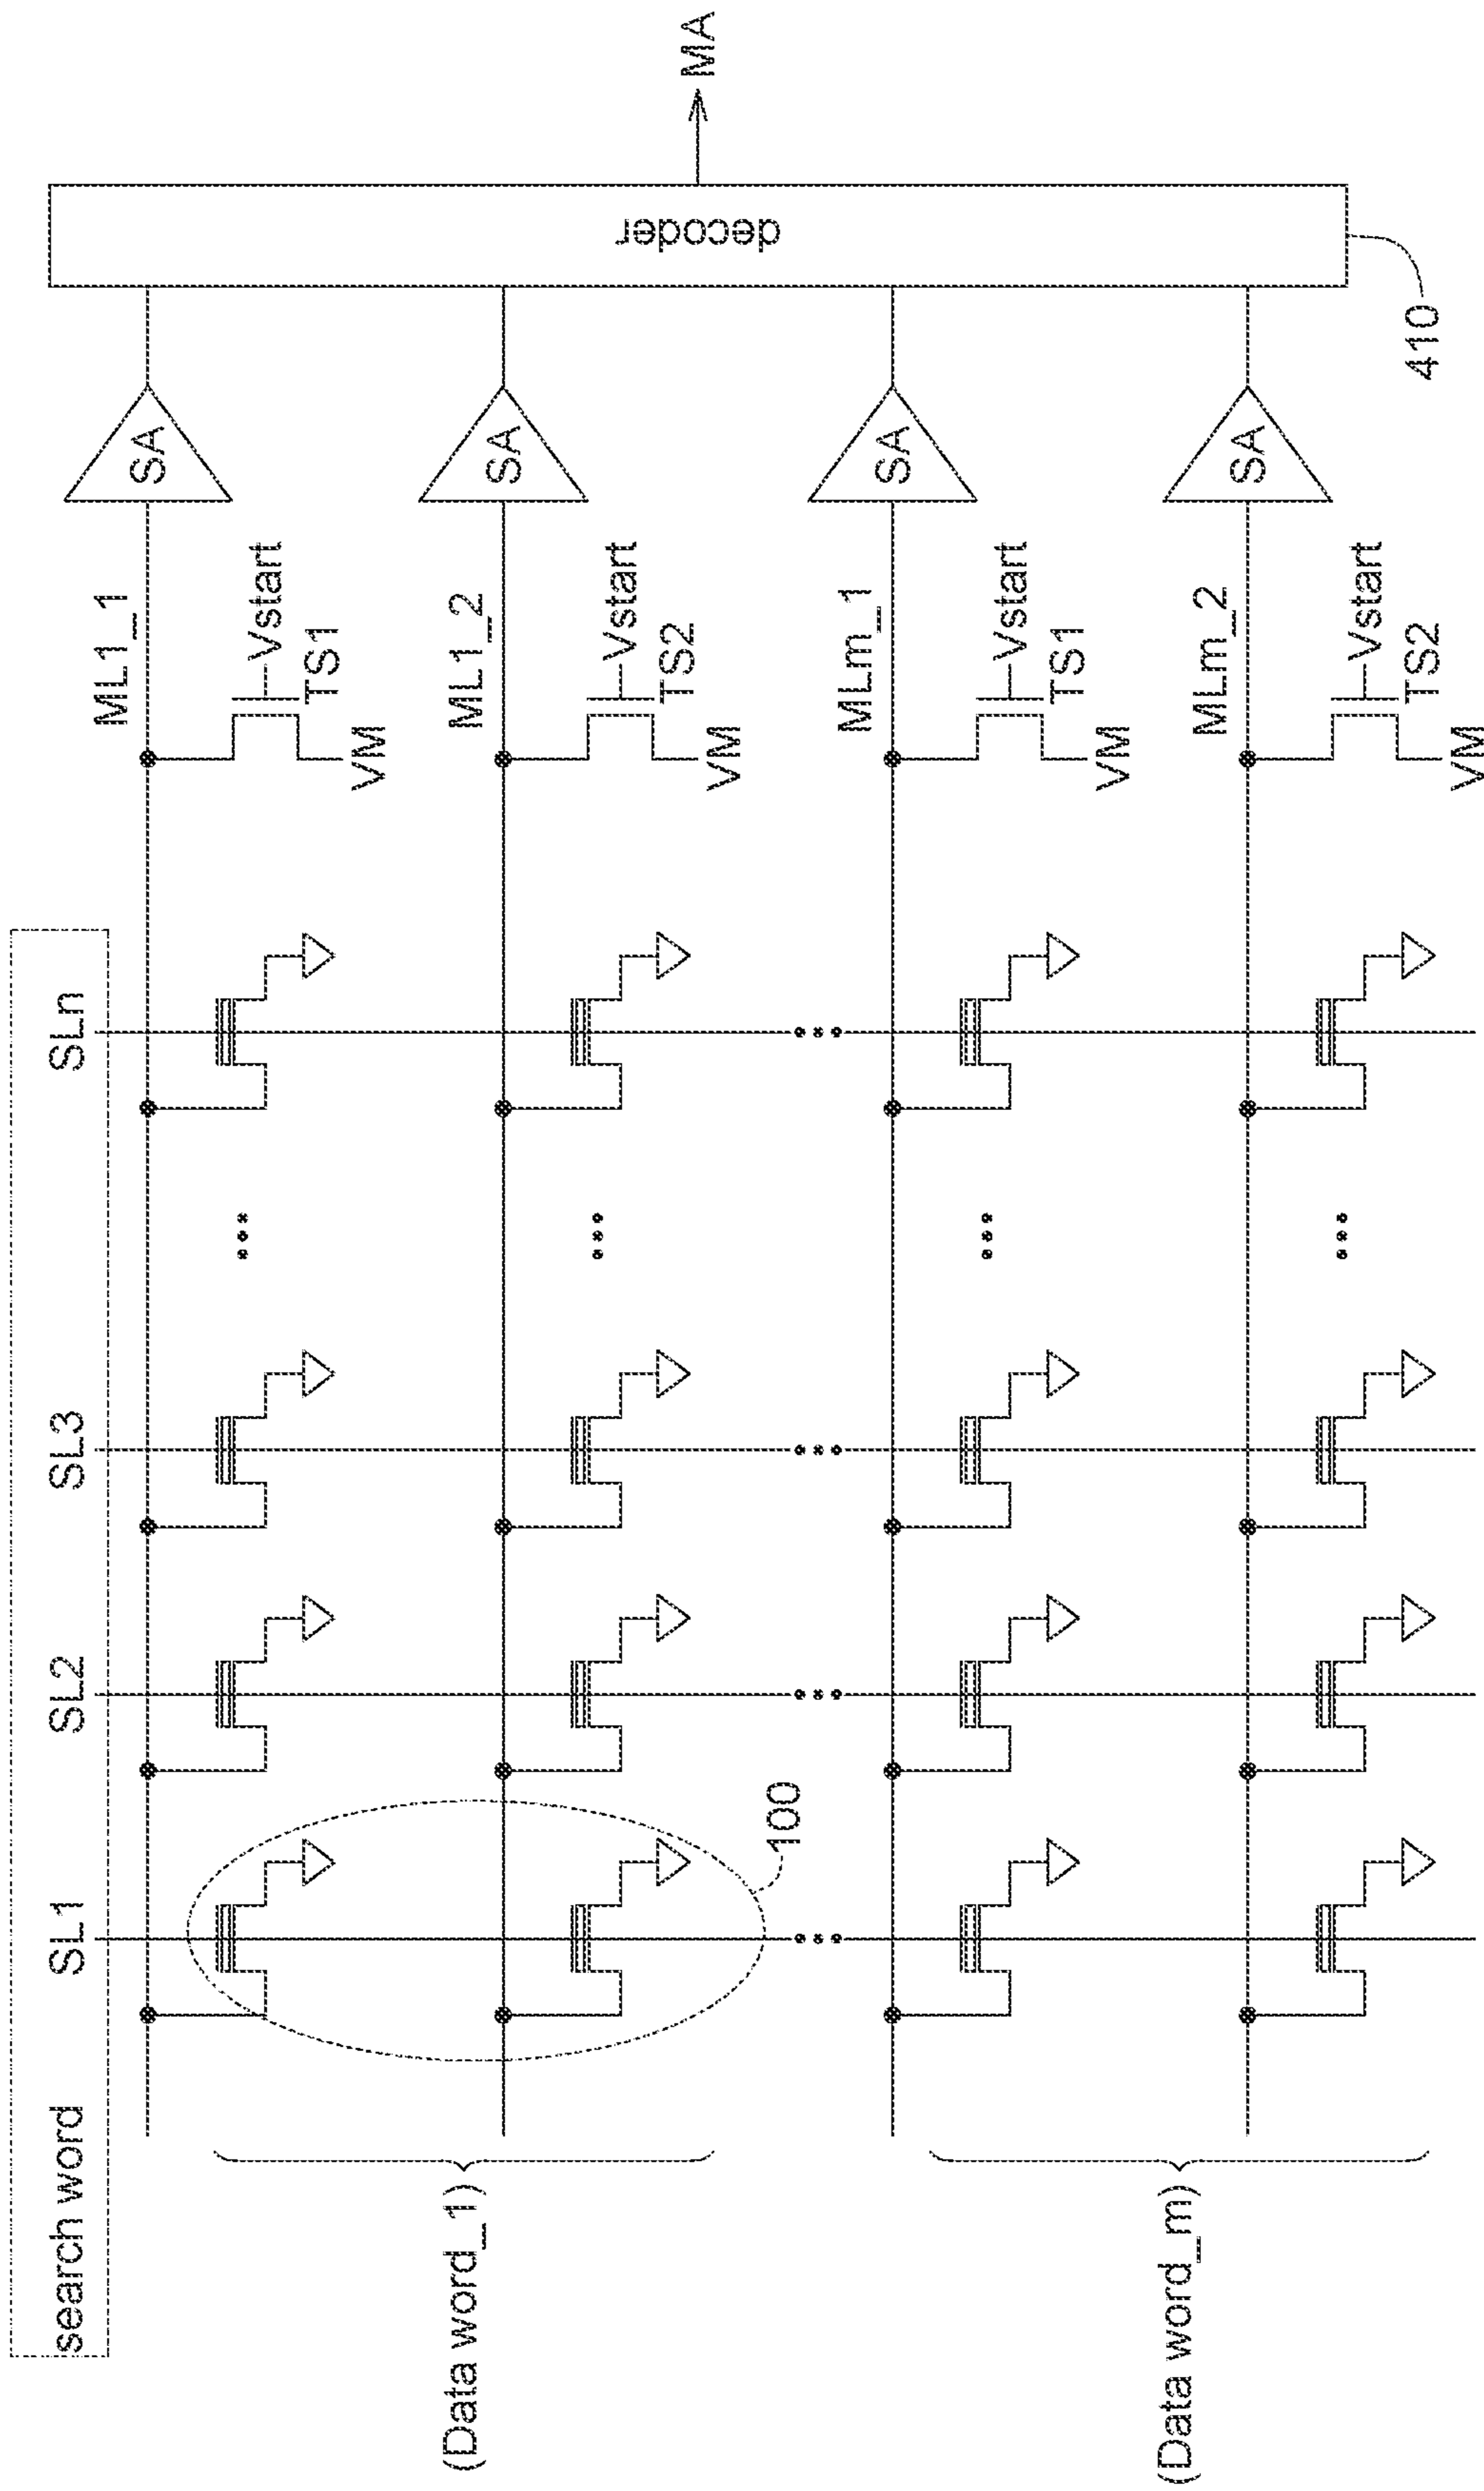 search word
SL1
SL2
SL3
SLn
ML1_1
SA
Vstart
TS1
VM
(Data word_1)
100
ML1_2
SA
Vstart
TS2
VM
decoder
MA
MLm_1
SA
Vstart
TS1
VM
(Data word_m)
MLm_2
SA
Vstart
TS2
VM
410